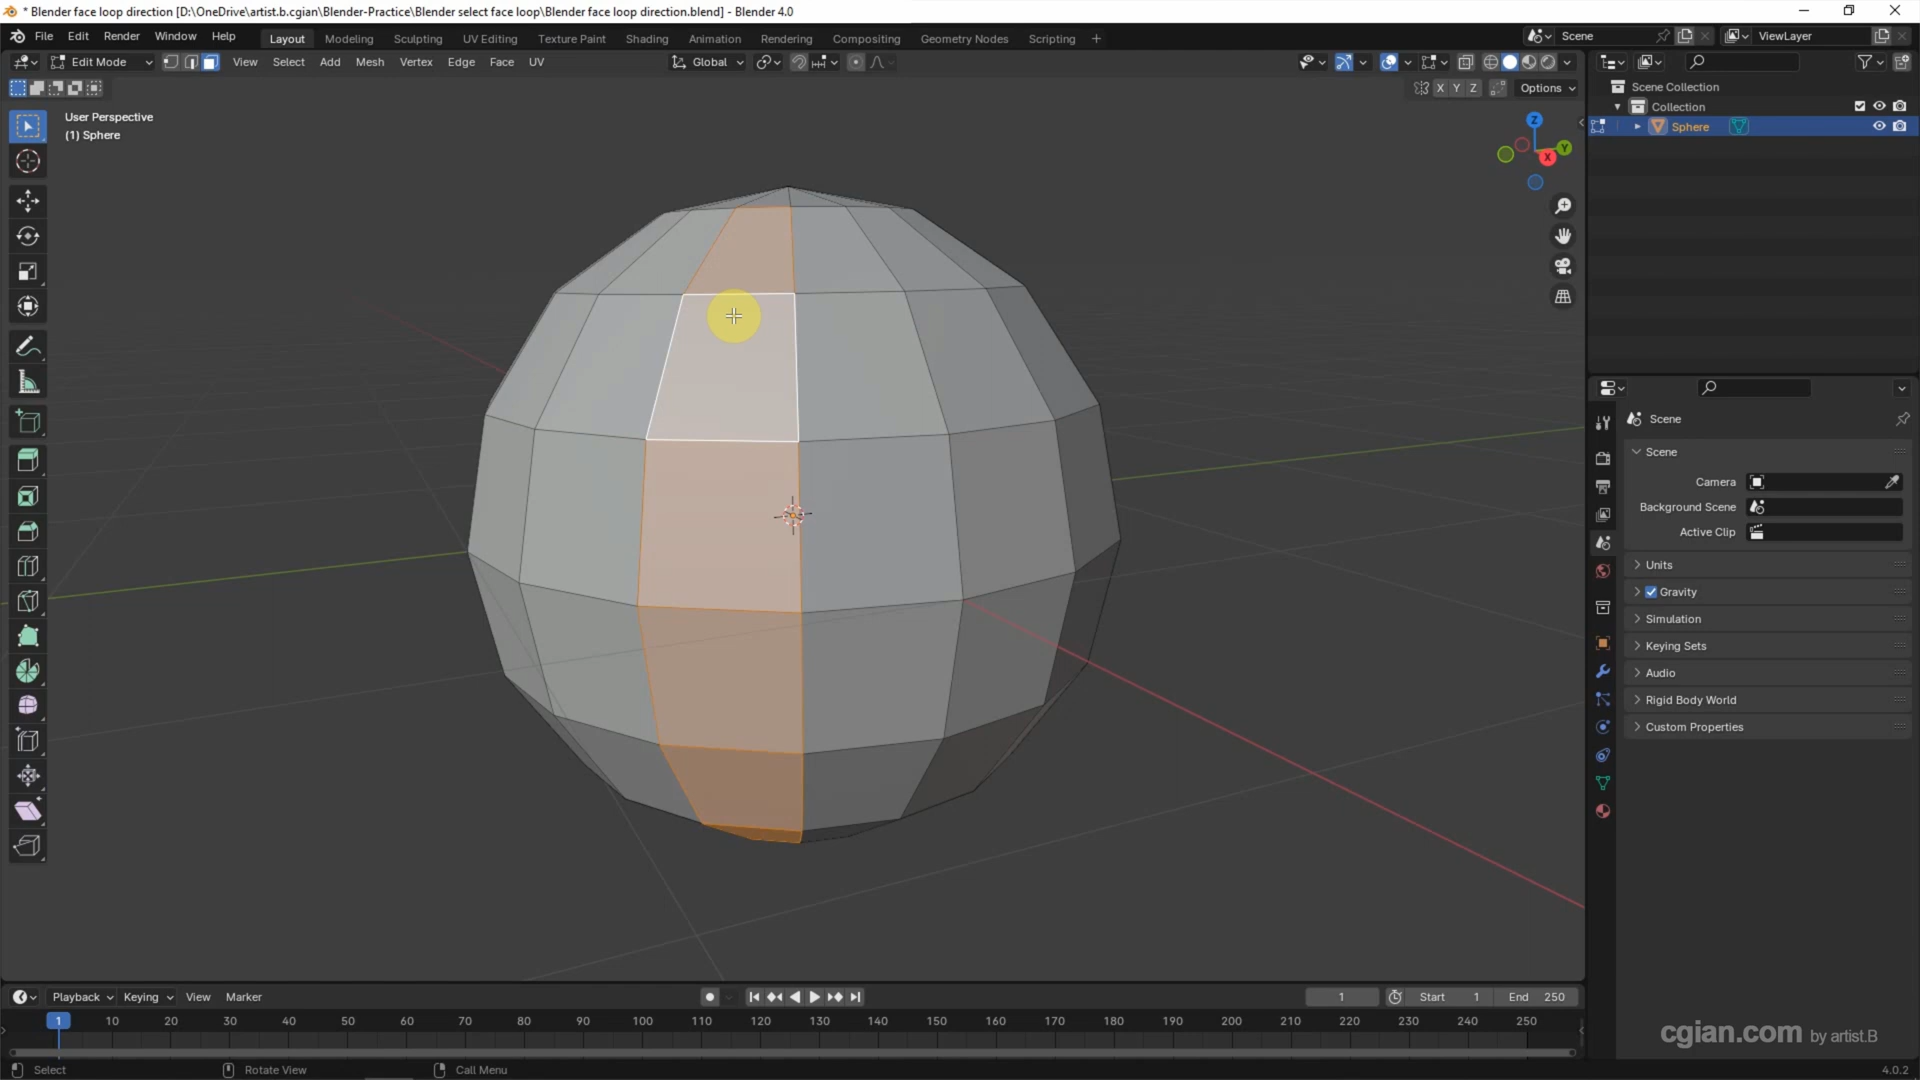 * Blender face loop direction [D:\OneDrive\artist.b.cgian\Blender-Practice\Blender select face loop\Blender face loop direction.blend] - Blender 4.0
File Edit Render Window Help Layout Modeling Sculpting UV Editing Texture Paint Shading Animation Rendering Compositing Geometry Nodes Scripting + Scene ViewLayer
Edit Mode View Select Add Mesh Vertex Edge Face UV Global
X Y Z Options
Scene Collection
Collection
Sphere
User Perspective
(1) Sphere
Z
Y
X
Scene
Scene
Camera
Background Scene
Active Clip
Units
Gravity
Simulation
Keying Sets
Audio
Rigid Body World
Custom Properties
Playback Keying View Marker 1 Start 1 End 250
1 10 20 30 40 50 60 70 80 90 100 110 120 130 140 150 160 170 180 190 200 210 220 230 240 250
cgian.com by artist.B
Select Rotate View Call Menu 4.0.2